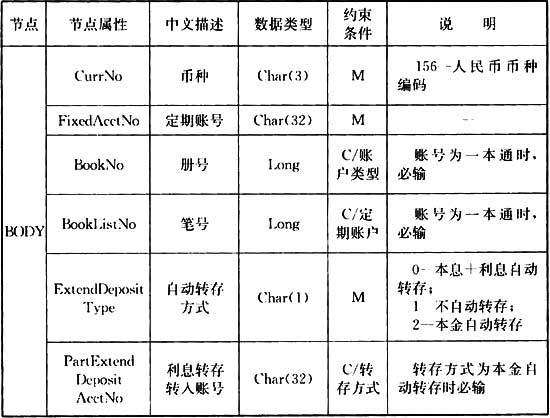 节点 节点属性 中文描述 数据类型 约束条件 说 明
BODY
CurrNo 币种 Char(3) M 156-人民币币种编码
FixedAcctNo 定期账号 Char(32) M --
BookNo 册号 Long C/账户类型 账号为一本通时,必输
BookListNo 笔号 Long C/定期账户 账号为一本通时,必输
ExtendDeposit Type 自动转存方式 Char(1) M 0-本息+利息自动转存;
1 不自动转存;
2--本金自动转存
PartExtend Deposit AcctNo 利息转存转入账号 Char(32) C/转存方式 转存方式为本金自动转存时必输